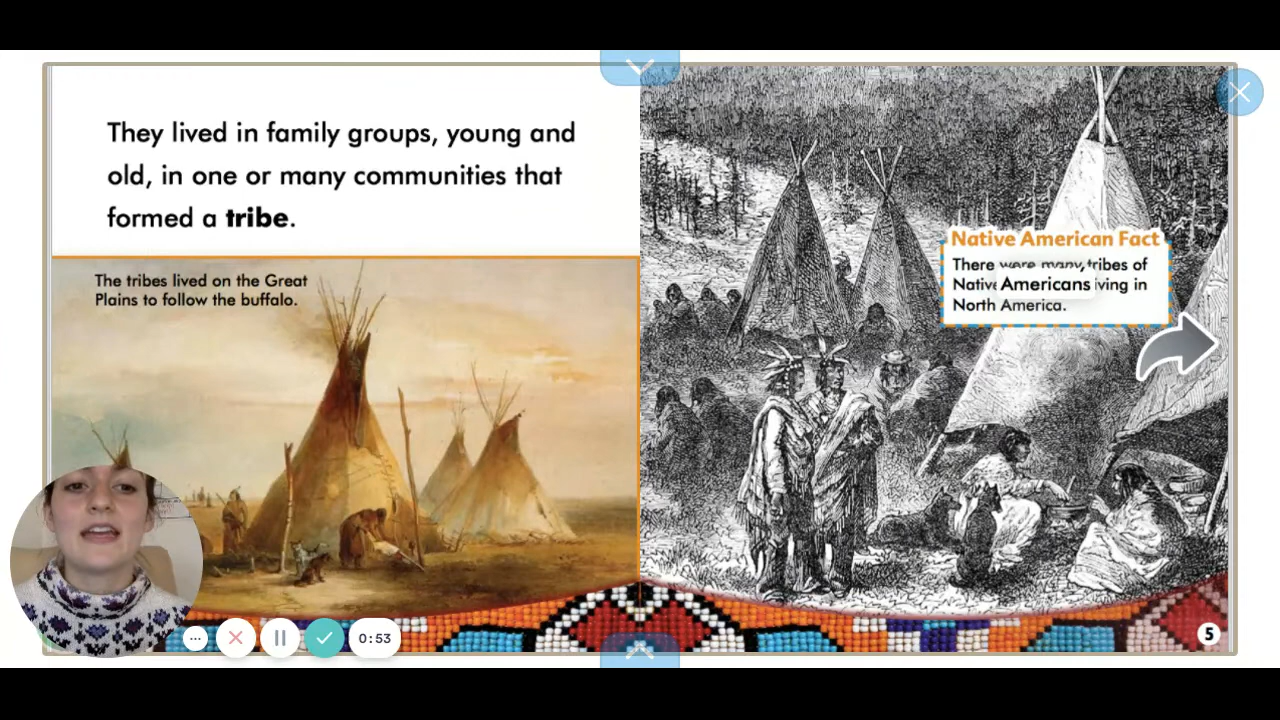 They lived in family groups, young and
old, in one or many communities that
formed a tribe.
The tribes lived on the Great
Plains to follow the buffalo.
Native American Fact
There were many tribes of
Native Americans living in
North America.
0:53
5